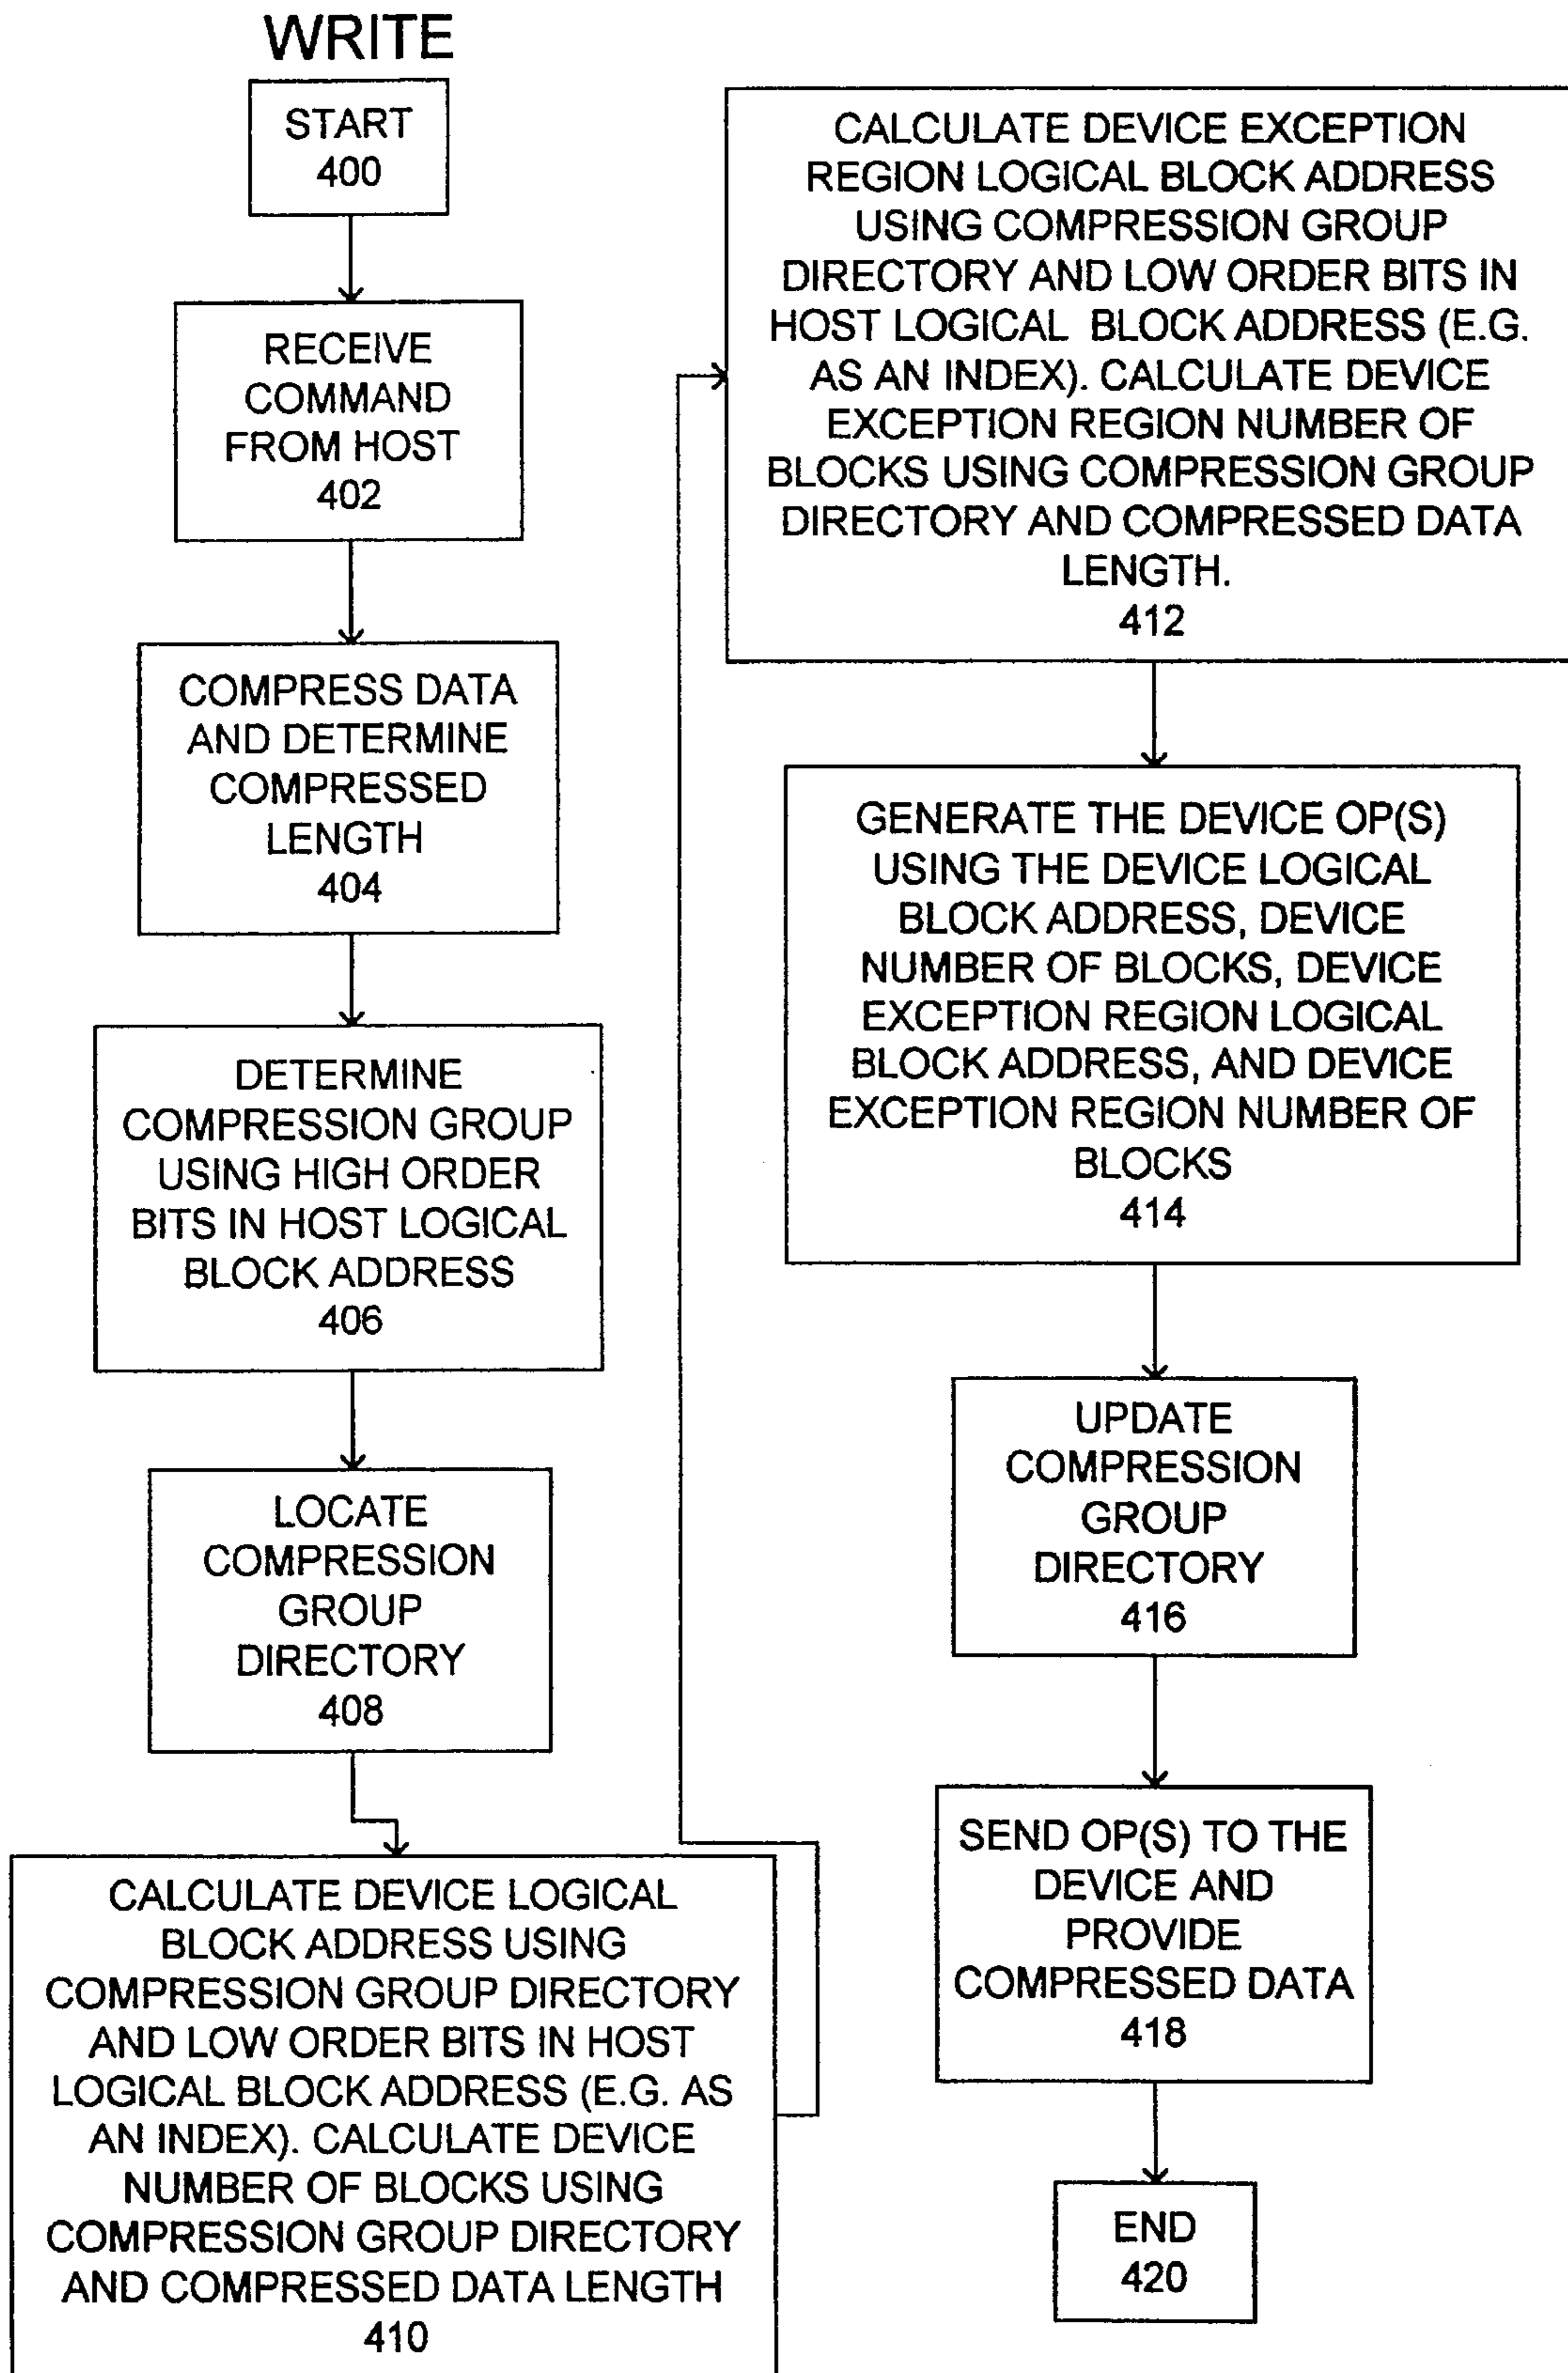 WRITE
START
400
RECEIVE
COMMAND
FROM HOST
402
COMPRESS DATA
AND DETERMINE
COMPRESSED
LENGTH
404
DETERMINE
COMPRESSION GROUP
USING HIGH ORDER
BITS IN HOST LOGICAL
BLOCK ADDRESS
406
LOCATE
COMPRESSION
GROUP
DIRECTORY
408
CALCULATE DEVICE LOGICAL
BLOCK ADDRESS USING
COMPRESSION GROUP DIRECTORY
AND LOW ORDER BITS IN HOST
LOGICAL BLOCK ADDRESS (E.G. AS
AN INDEX). CALCULATE DEVICE
NUMBER OF BLOCKS USING
COMPRESSION GROUP DIRECTORY
AND COMPRESSED DATA LENGTH
410
CALCULATE DEVICE EXCEPTION
REGION LOGICAL BLOCK ADDRESS
USING COMPRESSION GROUP
DIRECTORY AND LOW ORDER BITS IN
HOST LOGICAL BLOCK ADDRESS (E.G.
AS AN INDEX). CALCULATE DEVICE
EXCEPTION REGION NUMBER OF
BLOCKS USING COMPRESSION GROUP
DIRECTORY AND COMPRESSED DATA
LENGTH.
412
GENERATE THE DEVICE OP(S)
USING THE DEVICE LOGICAL
BLOCK ADDRESS, DEVICE
NUMBER OF BLOCKS, DEVICE
EXCEPTION REGION LOGICAL
BLOCK ADDRESS, AND DEVICE
EXCEPTION REGION NUMBER OF
BLOCKS
414
UPDATE
COMPRESSION
GROUP
DIRECTORY
416
SEND OP(S) TO THE
DEVICE AND
PROVIDE
COMPRESSED DATA
418
END
420